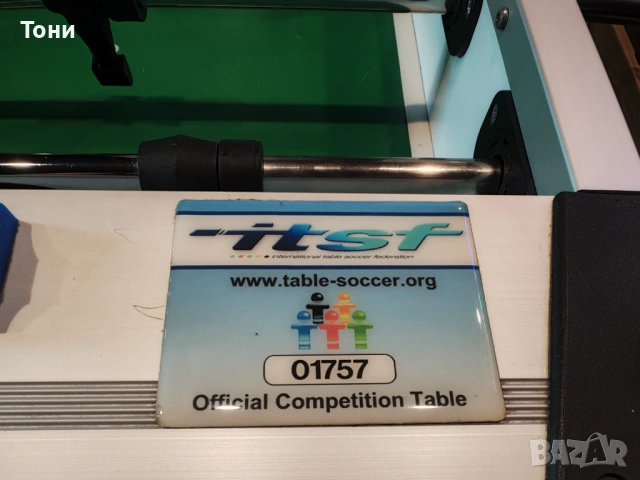 Тони
itsf
international table soccer federation
www.table-soccer.org
01757
Official Competition Table
BAZAR